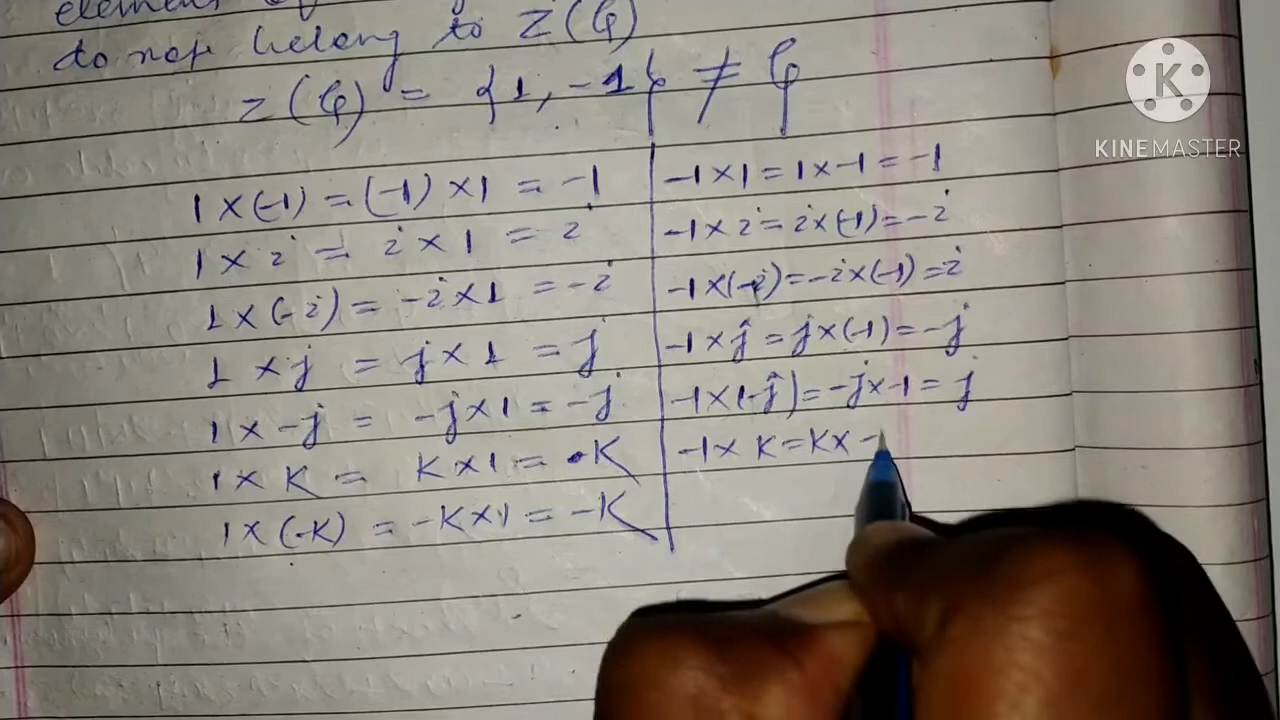 element of
do not belong to Z(G)
Z(G) = {1, -1} ≠ G
1 × (-1) = (-1) × 1 = -1
1 × i = i × 1 = i
1 × (-i) = -i × 1 = -i
1 × j = j × 1 = j
1 × -j = -j × 1 = -j
1 × K = K × 1 = K
1 × (-K) = -K × 1 = -K
-1 × 1 = 1 × -1 = -1
-1 × i = i × (-1) = -i
-1 × (-i) = -i × (-1) = i
-1 × j = j × (-1) = -j
-1 × (-j) = -j × -1 = j
-1 × K = K × -
K
KINEMASTER